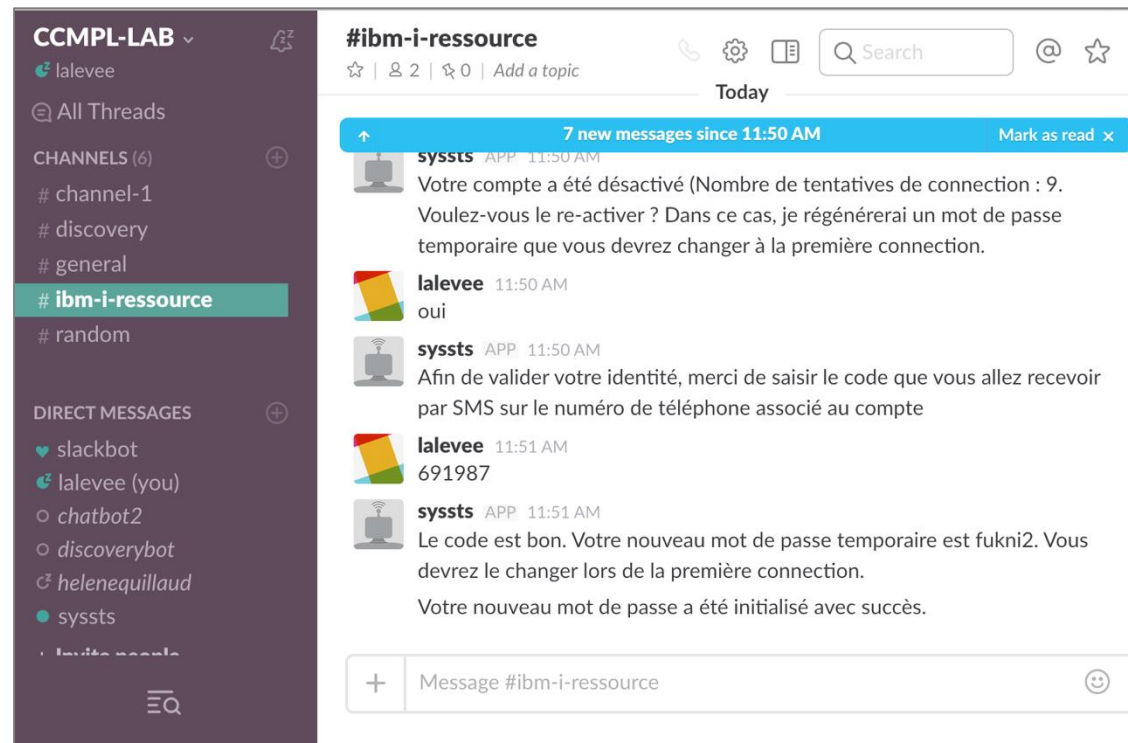 CCMPL-LAB
lalevee
All Threads
CHANNELS (6)
# channel-1
# discovery
# general
# ibm-i-ressource
# random
DIRECT MESSAGES
slackbot
lalevee (you)
chatbot2
discoverybot
helenequillaud
syssts
+ Invite people
#ibm-i-ressource
2 | 0 | Add a topic
Search
Today
7 new messages since 11:50 AM Mark as read ×
syssts APP 11:50 AM
Votre compte a été désactivé (Nombre de tentatives de connection : 9.
Voulez-vous le re-activer ? Dans ce cas, je régénérerai un mot de passe
temporaire que vous devrez changer à la première connection.
lalevee 11:50 AM
oui
syssts APP 11:50 AM
Afin de valider votre identité, merci de saisir le code que vous allez recevoir
par SMS sur le numéro de téléphone associé au compte
lalevee 11:51 AM
691987
syssts APP 11:51 AM
Le code est bon. Votre nouveau mot de passe temporaire est fukni2. Vous
devrez le changer lors de la première connection.
Votre nouveau mot de passe a été initialisé avec succès.
Message #ibm-i-ressource